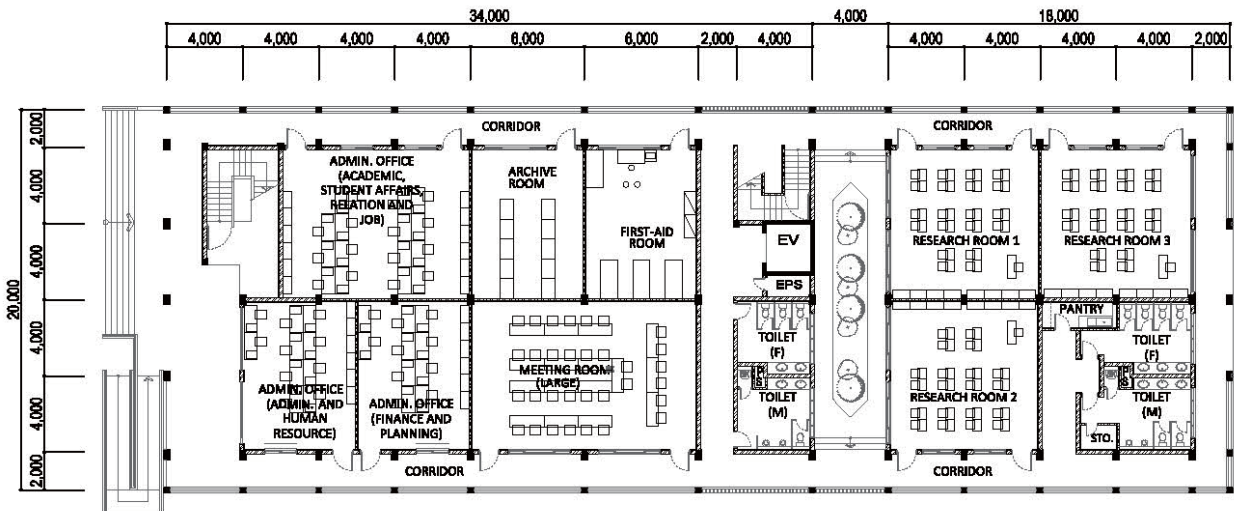 34,000
4,000
18,000
4,000
4,000
4,000
4,000
6,000
6,000
2,000
4,000
4,000
4,000
4,000
4,000
2,000
20,000
2,000
4,000
4,000
4,000
4,000
2,000
CORRIDOR
CORRIDOR
ADMIN. OFFICE
(ACADEMIC,
STUDENT AFFAIRS,
RELATION AND
JOB)
ARCHIVE
ROOM
FIRST-AID
ROOM
EV
EPS
RESEARCH ROOM 1
RESEARCH ROOM 3
PANTRY
TOILET
(F)
TOILET
(F)
MEETING ROOM
(LARGE)
PS
PS
ADMIN. OFFICE
(ADMIN. AND
HUMAN
RESOURCE)
ADMIN. OFFICE
(FINANCE AND
PLANNING)
TOILET
(M)
RESEARCH ROOM 2
TOILET
(M)
STO.
CORRIDOR
CORRIDOR